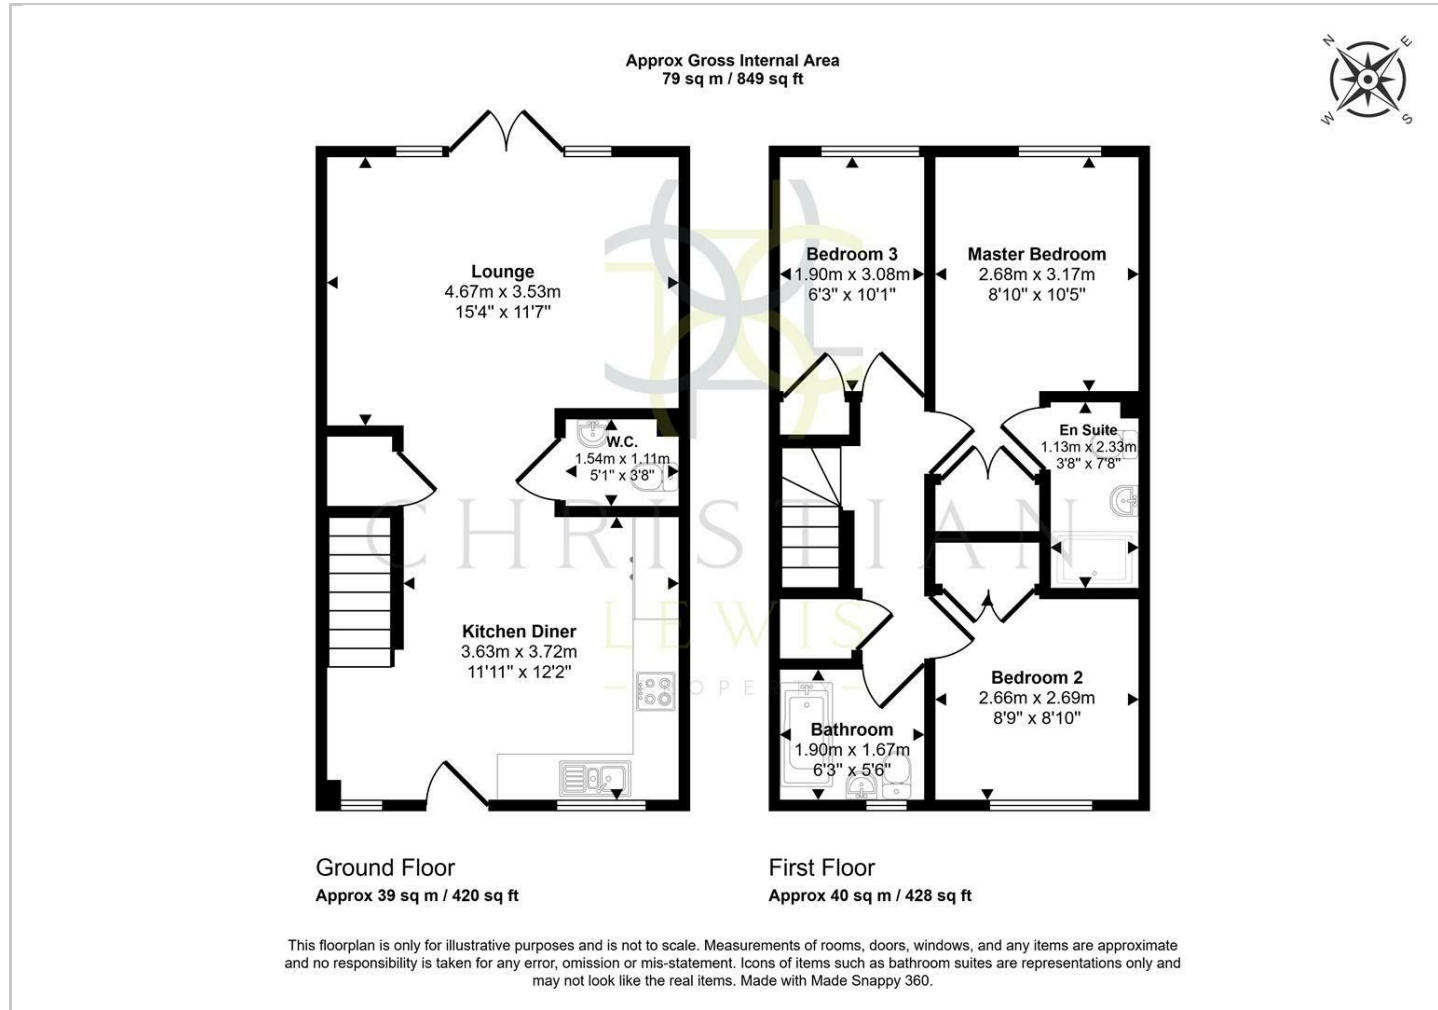 Approx Gross Internal Area
79 sq m / 849 sq ft
N
E
W
S
Lounge
4.67m x 3.53m
15'4" x 11'7"
W.C.
1.54m x 1.11m
5'1" x 3'8"
Kitchen Diner
3.63m x 3.72m
11'11" x 12'2"
Bedroom 3
1.90m x 3.08m
6'3" x 10'1"
Master Bedroom
2.68m x 3.17m
8'10" x 10'5"
En Suite
1.13m x 2.33m
3'8" x 7'8"
Bedroom 2
2.66m x 2.69m
8'9" x 8'10"
Bathroom
1.90m x 1.67m
6'3" x 5'6"
CHRISTIAN
LEWIS
Ground Floor
Approx 39 sq m / 420 sq ft
First Floor
Approx 40 sq m / 428 sq ft
This floorplan is only for illustrative purposes and is not to scale. Measurements of rooms, doors, windows, and any items are approximate
and no responsibility is taken for any error, omission or mis-statement. Icons of items such as bathroom suites are representations only and
may not look like the real items. Made with Made Snappy 360.